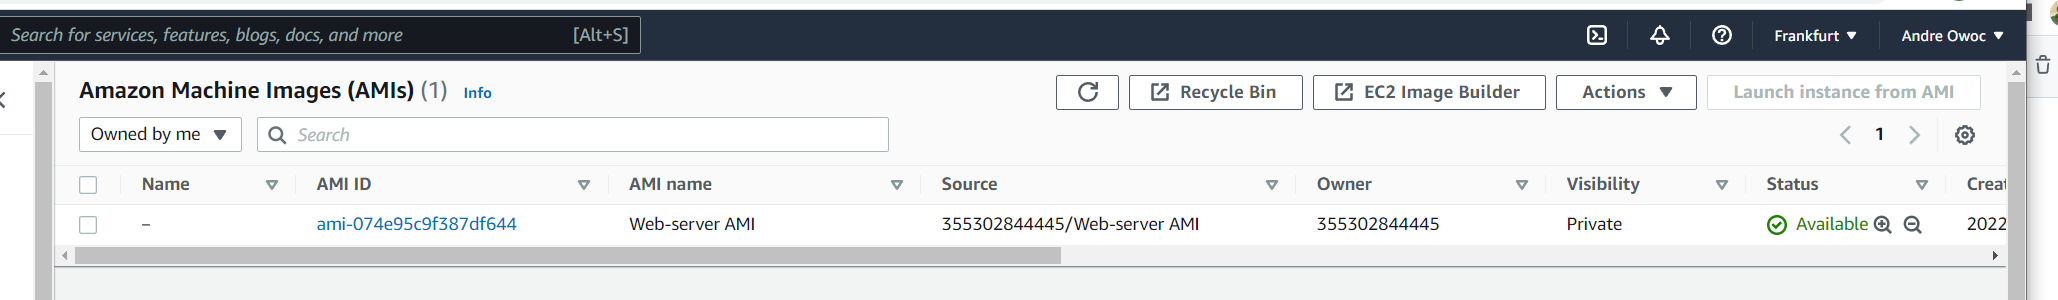 Search for services, features, blogs, docs, and more [Alt+S] Frankfurt Andre Owoc
Amazon Machine Images (AMIs) (1) Info Recycle Bin EC2 Image Builder Actions Launch instance from AMI
Owned by me Search 1
Name AMI ID AMI name Source Owner Visibility Status Creat
– ami-074e95c9f387df644 Web-server AMI 355302844445/Web-server AMI 355302844445 Private Available 2022